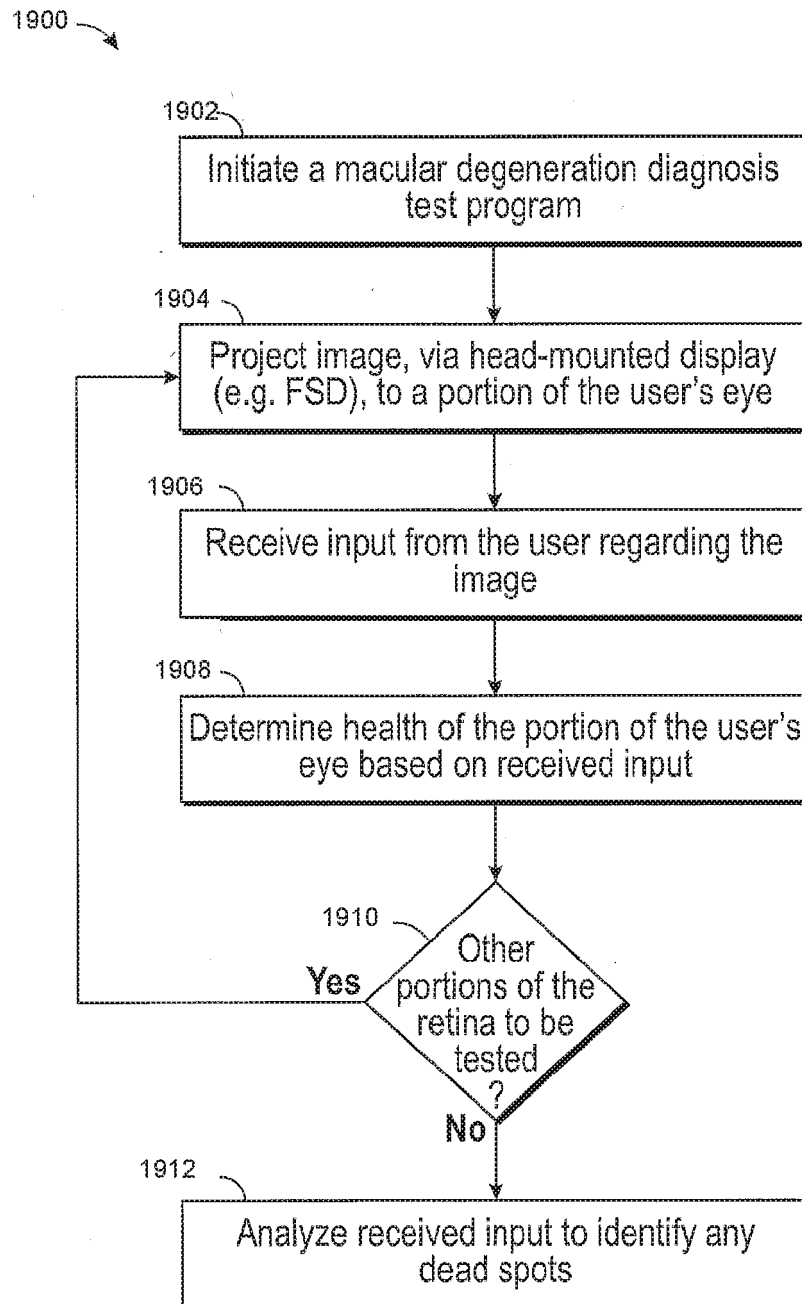 1900
1902
Initiate a macular degeneration diagnosis
test program
1904
Project image, via head-mounted display
(e.g. FSD), to a portion of the user's eye
1906
Receive input from the user regarding the
image
1908
Determine health of the portion of the user's
eye based on received input
1910
Other
portions of the
retina to be
tested
?
Yes
No
1912
Analyze received input to identify any
dead spots